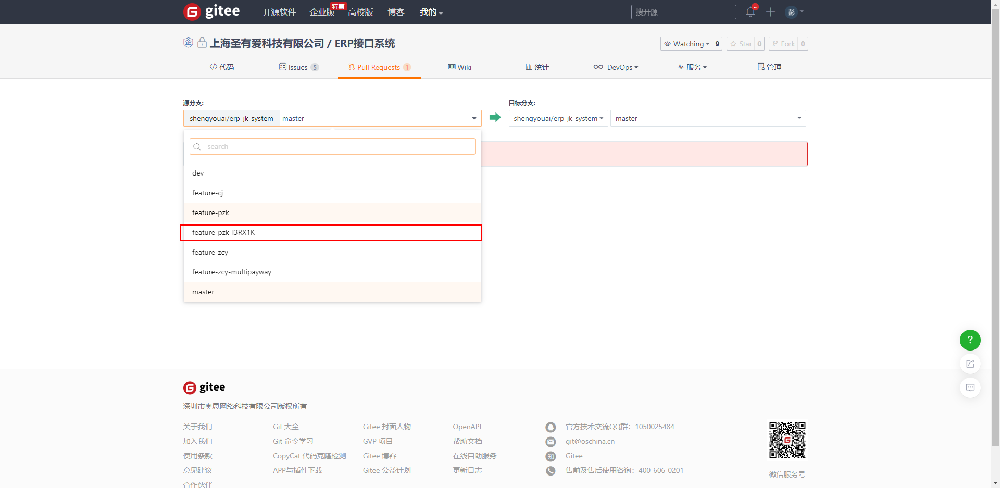 gitee 开源软件 企业版 特惠 高校版 博客 我的 搜开源 彭
上海圣有爱科技有限公司 / ERP接口系统 Watching 9 Star 0 Fork 0
代码 Issues 5 Pull Requests 1 Wiki 统计 DevOps 服务 管理
源分支: 目标分支:
shengyouai/erp-jk-system master shengyouai/erp-jk-system master
search
dev
feature-cj
feature-pzk
feature-pzk-I3RX1K
feature-zcy
feature-zcy-multipayway
master
?
gitee
深圳市奥思网络科技有限公司版权所有
关于我们 Git 大全 Gitee 封面人物 OpenAPI 官方技术交流QQ群：1050025484
加入我们 Git 命令学习 GVP 项目 帮助文档 git@oschina.cn
使用条款 CopyCat 代码克隆检测 Gitee 博客 在线自助服务 知 Gitee
意见建议 APP与插件下载 Gitee 公益计划 更新日志 售前及售后使用咨询：400-606-0201
微信服务号
合作伙伴